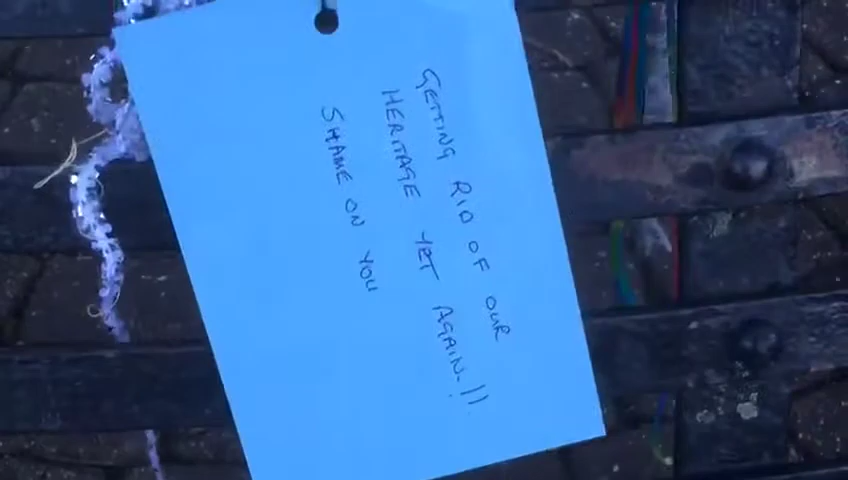 GETTING RID OF OUR
HERITAGE YET AGAIN.!!
SHAME ON YOU